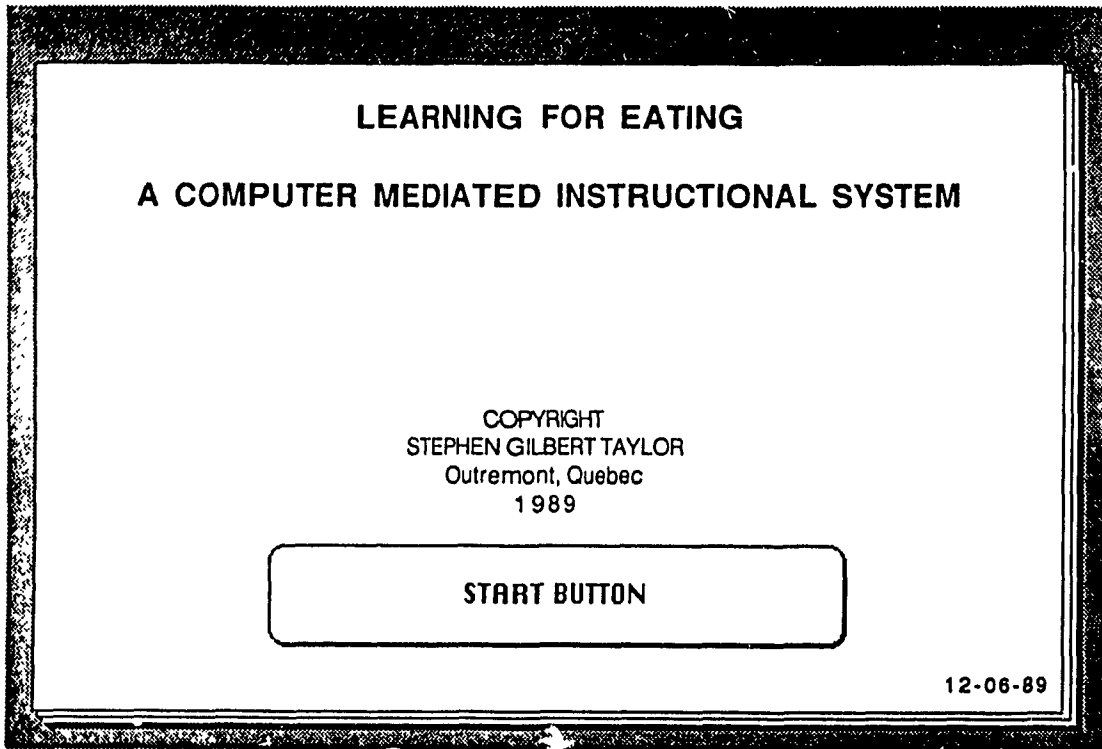 LEARNING FOR EATING
A COMPUTER MEDIATED INSTRUCTIONAL SYSTEM
COPYRIGHT
STEPHEN GILBERT TAYLOR
Outremont, Quebec
1989
START BUTTON
12-06-89